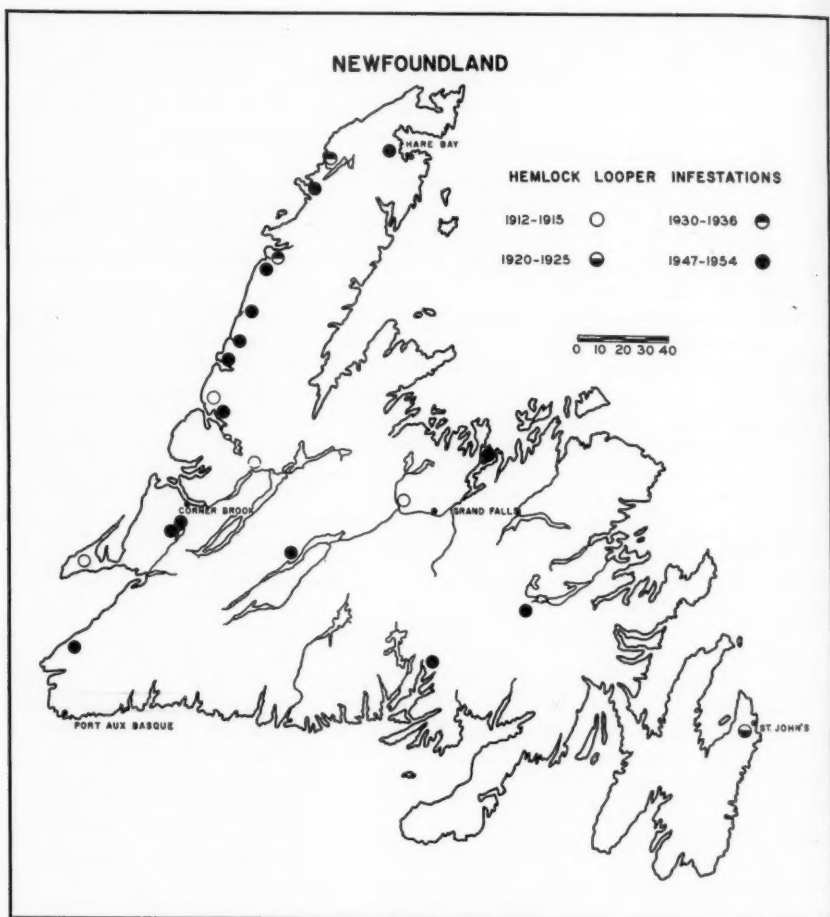 NEWFOUNDLAND
HARE BAY
HEMLOCK LOOPER INFESTATIONS
1912-1915
1930-1936
1920-1925
1947-1954
0 10 20 30 40
CORNER BROOK
GRAND FALLS
PORT AUX BASQUE
ST. JOHN'S